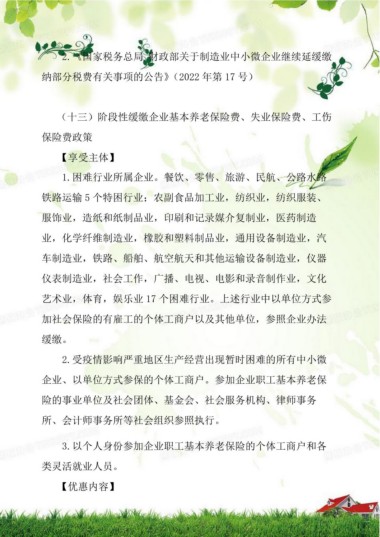 2.《国家税务总局 财政部关于制造业中小微企业继续延缓缴
纳部分税费有关事项的公告》(2022 年第 17 号)
(十三)阶段性缓缴企业基本养老保险费、失业保险费、工伤
保险费政策
【享受主体】
1.困难行业所属企业。餐饮、零售、旅游、民航、公路水路
铁路运输 5 个特困行业;农副食品加工业,纺织业,纺织服装、
服饰业,造纸和纸制品业,印刷和记录媒介复制业,医药制造
业,化学纤维制造业,橡胶和塑料制品业,通用设备制造业,汽
车制造业,铁路、船舶、航空航天和其他运输设备制造业,仪器
仪表制造业,社会工作,广播、电视、电影和录音制作业,文化
艺术业,体育,娱乐业 17 个困难行业。上述行业中以单位方式参
加社会保险的有雇工的个体工商户以及其他单位,参照企业办法
缓缴。
2.受疫情影响严重地区生产经营出现暂时困难的所有中小微
企业、以单位方式参保的个体工商户。参加企业职工基本养老保
险的事业单位及社会团体、基金会、社会服务机构、律师事务
所、会计师事务所等社会组织参照执行。
3.以个人身份参加企业职工基本养老保险的个体工商户和各
类灵活就业人员。
【优惠内容】